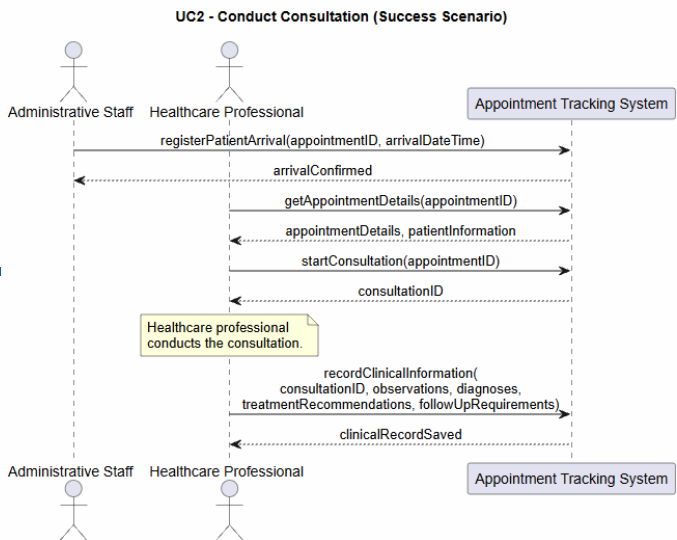 UC2 - Conduct Consultation (Success Scenario)
Administrative Staff
Healthcare Professional
Appointment Tracking System
registerPatientArrival(appointmentID, arrivalDateTime)
arrivalConfirmed
getAppointmentDetails(appointmentID)
appointmentDetails, patientInformation
startConsultation(appointmentID)
consultationID
Healthcare professional
conducts the consultation.
recordClinicalInformation(
consultationID, observations, diagnoses,
treatmentRecommendations, followUpRequirements)
clinicalRecordSaved
Administrative Staff
Healthcare Professional
Appointment Tracking System